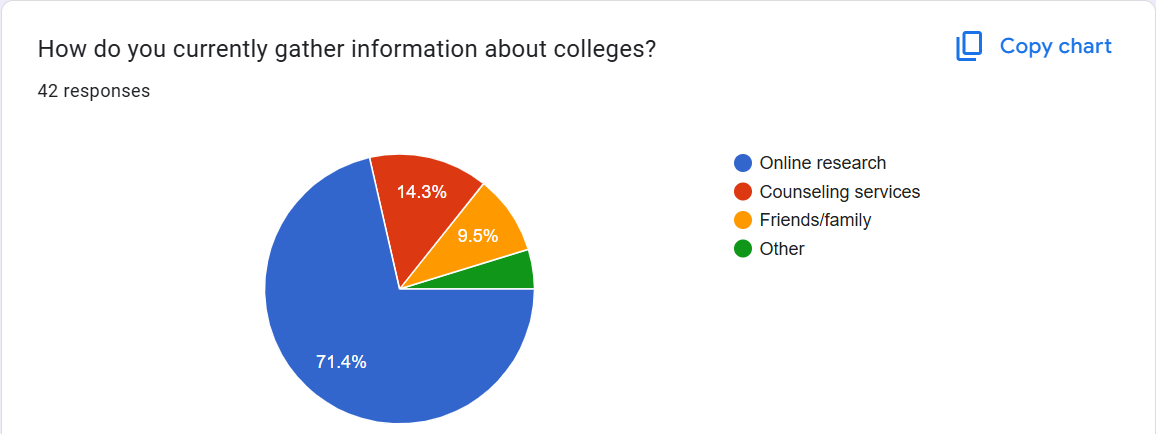 How do you currently gather information about colleges?
Copy chart
42 responses
14.3%
9.5%
71.4%
Online research
Counseling services
Friends/family
Other